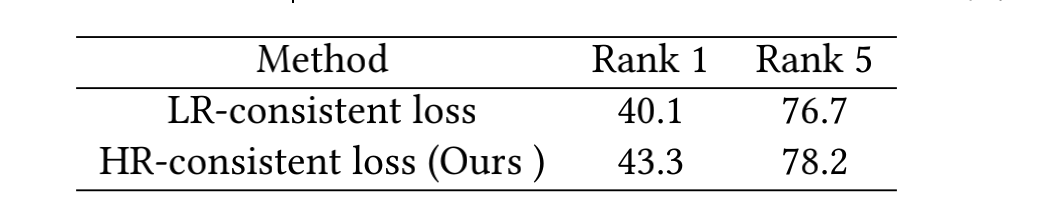 Method Rank 1 Rank 5
LR-consistent loss 40.1 76.7
HR-consistent loss (Ours ) 43.3 78.2